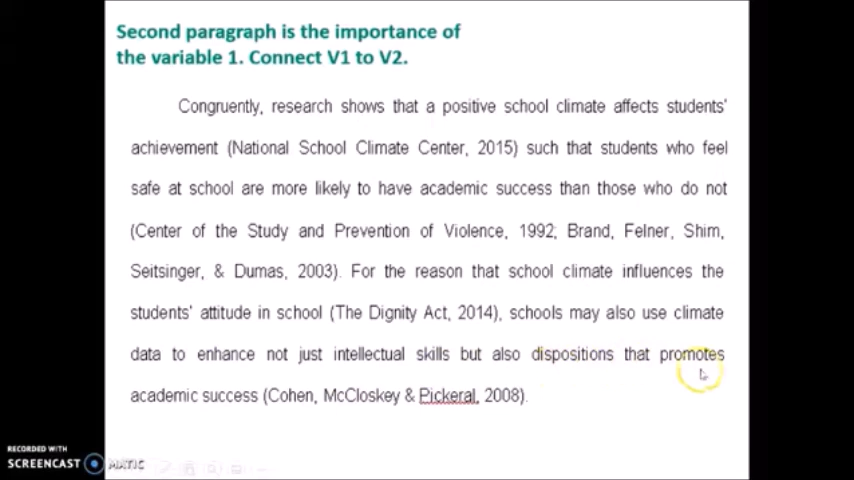 Second paragraph is the importance of
the variable 1. Connect V1 to V2.
Congruently, research shows that a positive school climate affects students'
achievement (National School Climate Center, 2015) such that students who feel
safe at school are more likely to have academic success than those who do not
(Center of the Study and Prevention of Violence, 1992; Brand, Felner, Shim,
Seitsinger, & Dumas, 2003). For the reason that school climate influences the
students' attitude in school (The Dignity Act, 2014), schools may also use climate
data to enhance not just intellectual skills but also dispositions that promotes
academic success (Cohen, McCloskey & Pickeral, 2008).
RECORDED WITH
SCREENCAST MATIC